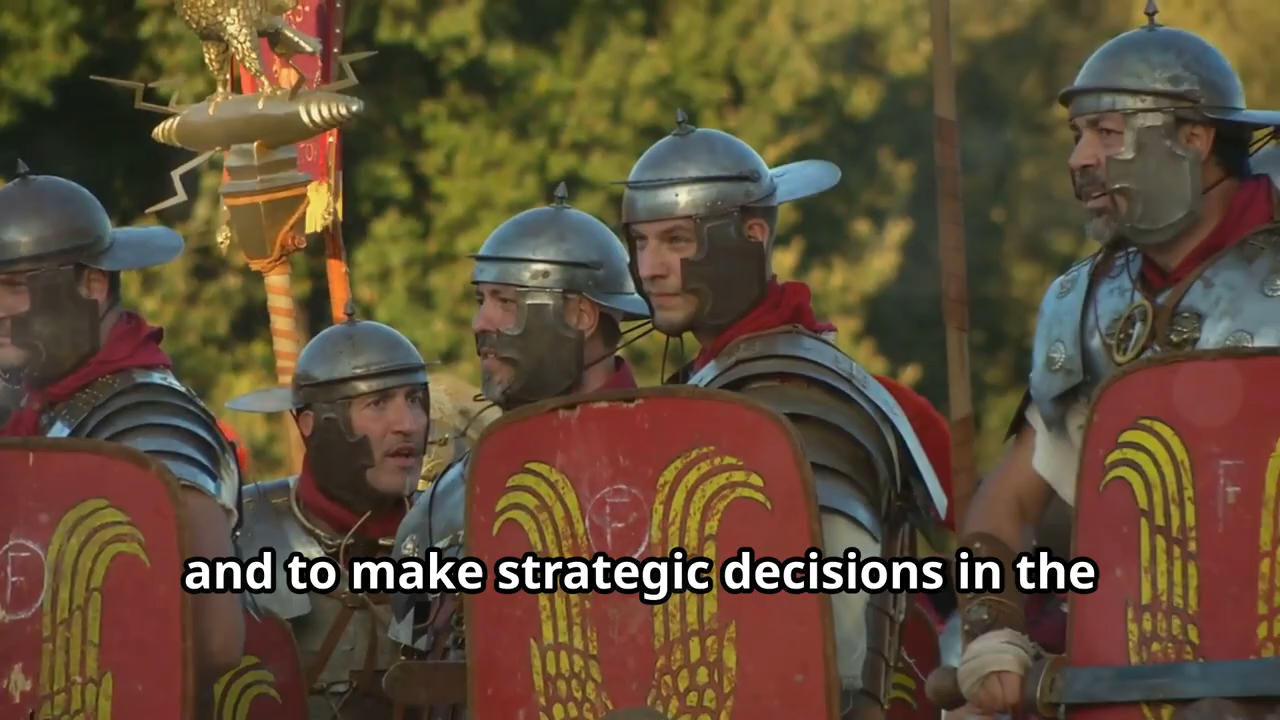 and to make strategic decisions in the
F
F
F